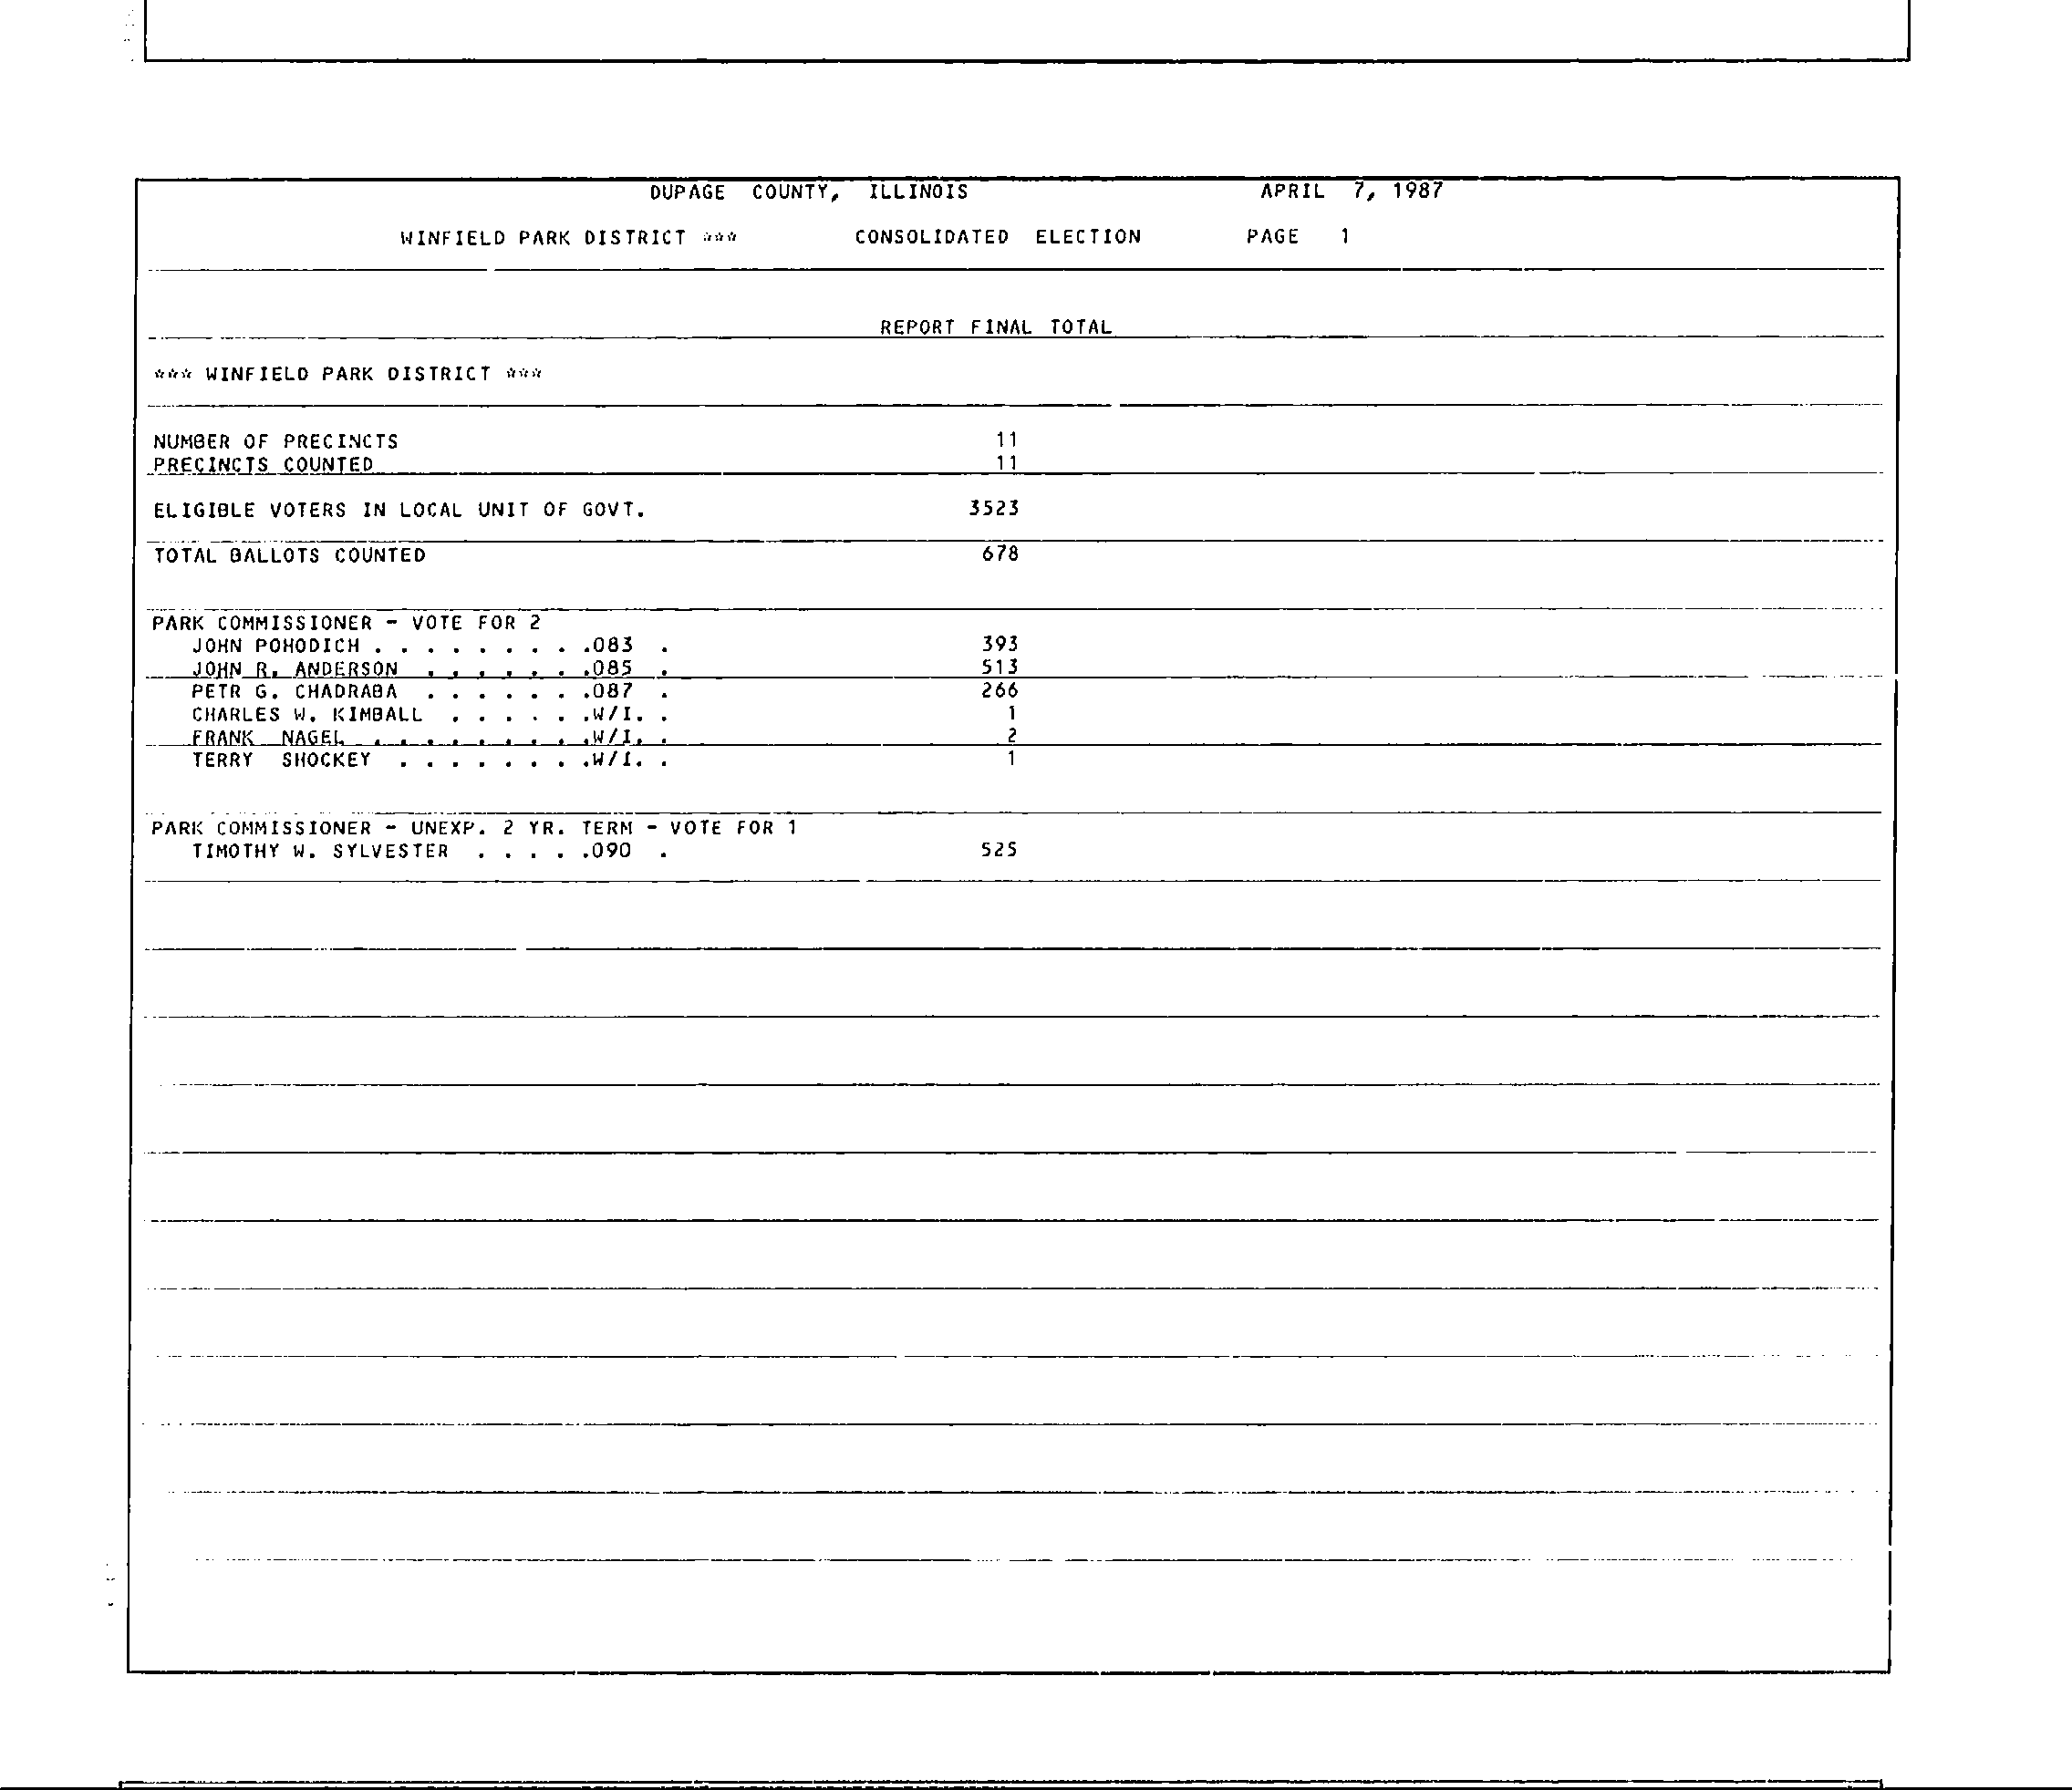 DUPAGE COUNTY, ILLINOIS APRIL 7, 1987
WINFIELD PARK DISTRICT *** CONSOLIDATED ELECTION PAGE 1
REPORT FINAL TOTAL
*** WINFIELD PARK DISTRICT ***
NUMBER OF PRECINCTS 11
PRECINCTS COUNTED 11
ELIGIBLE VOTERS IN LOCAL UNIT OF GOVT. 3523
TOTAL BALLOTS COUNTED 678
PARK COMMISSIONER - VOTE FOR 2
JOHN POHODICH . . . . . . . . .083 . 393
JOHN R. ANDERSON . . . . . . .085 . 513
PETR G. CHADRABA . . . . . . .087 . 266
CHARLES W. KIMBALL . . . . . .W/I. . 1
FRANK NAGEL . . . . . . . . .W/I. . 2
TERRY SHOCKEY . . . . . . . .W/I. . 1
PARK COMMISSIONER - UNEXP. 2 YR. TERM - VOTE FOR 1
TIMOTHY W. SYLVESTER . . . . .090 . 525